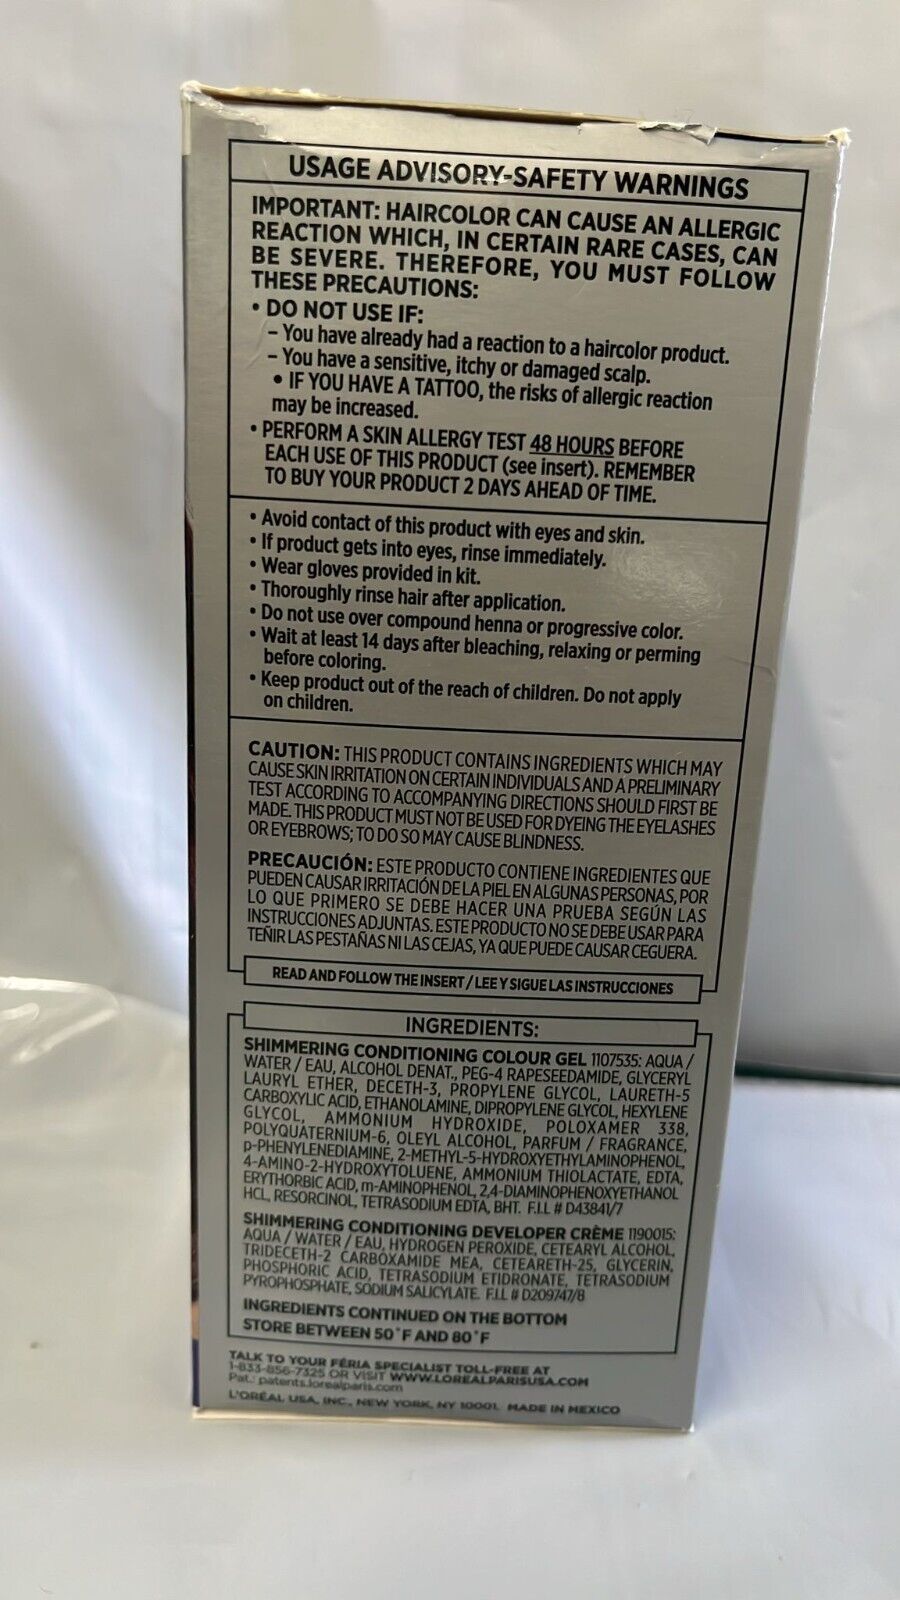 USAGE ADVISORY-SAFETY WARNINGS
IMPORTANT: HAIRCOLOR CAN CAUSE AN ALLERGIC
REACTION WHICH, IN CERTAIN RARE CASES, CAN
BE SEVERE. THEREFORE, YOU MUST FOLLOW
THESE PRECAUTIONS:
• DO NOT USE IF:
– You have already had a reaction to a haircolor product.
– You have a sensitive, itchy or damaged scalp.
• IF YOU HAVE A TATTOO, the risks of allergic reaction
may be increased.
• PERFORM A SKIN ALLERGY TEST 48 HOURS BEFORE
EACH USE OF THIS PRODUCT (see insert). REMEMBER
TO BUY YOUR PRODUCT 2 DAYS AHEAD OF TIME.
• Avoid contact of this product with eyes and skin.
• If product gets into eyes, rinse immediately.
• Wear gloves provided in kit.
• Thoroughly rinse hair after application.
• Do not use over compound henna or progressive color.
• Wait at least 14 days after bleaching, relaxing or perming
before coloring.
• Keep product out of the reach of children. Do not apply
on children.
CAUTION: THIS PRODUCT CONTAINS INGREDIENTS WHICH MAY
CAUSE SKIN IRRITATION ON CERTAIN INDIVIDUALS AND A PRELIMINARY
TEST ACCORDING TO ACCOMPANYING DIRECTIONS SHOULD FIRST BE
MADE. THIS PRODUCT MUST NOT BE USED FOR DYEING THE EYELASHES
OR EYEBROWS; TO DO SO MAY CAUSE BLINDNESS.
PRECAUCIÓN: ESTE PRODUCTO CONTIENE INGREDIENTES QUE
PUEDEN CAUSAR IRRITACIÓN DE LA PIEL EN ALGUNAS PERSONAS, POR
LO QUE PRIMERO SE DEBE HACER UNA PRUEBA SEGÚN LAS
INSTRUCCIONES ADJUNTAS. ESTE PRODUCTO NO SE DEBE USAR PARA
TEÑIR LAS PESTAÑAS NI LAS CEJAS, YA QUE PUEDE CAUSAR CEGUERA.
READ AND FOLLOW THE INSERT / LEE Y SIGUE LAS INSTRUCCIONES
INGREDIENTS:
SHIMMERING CONDITIONING COLOUR GEL 1107535: AQUA /
WATER / EAU, ALCOHOL DENAT., PEG-4 RAPESEEDAMIDE, GLYCERYL
LAURYL ETHER, DECETH-3, PROPYLENE GLYCOL, LAURETH-5
CARBOXYLIC ACID, ETHANOLAMINE, DIPROPYLENE GLYCOL, HEXYLENE
GLYCOL, AMMONIUM HYDROXIDE, POLOXAMER 338,
POLYQUATERNIUM-6, OLEYL ALCOHOL, PARFUM / FRAGRANCE,
p-PHENYLENEDIAMINE, 2-METHYL-5-HYDROXYETHYLAMINOPHENOL,
4-AMINO-2-HYDROXYTOLUENE, AMMONIUM THIOLACTATE, EDTA,
ERYTHORBIC ACID, m-AMINOPHENOL, 2,4-DIAMINOPHENOXYETHANOL
HCL, RESORCINOL, TETRASODIUM EDTA, BHT. F.I.L # D43841/7
SHIMMERING CONDITIONING DEVELOPER CRÈME 1190015:
AQUA / WATER / EAU, HYDROGEN PEROXIDE, CETEARYL ALCOHOL,
TRIDECETH-2 CARBOXAMIDE MEA, CETEARETH-25, GLYCERIN,
PHOSPHORIC ACID, TETRASODIUM ETIDRONATE, TETRASODIUM
PYROPHOSPHATE, SODIUM SALICYLATE. F.I.L # D209747/8
INGREDIENTS CONTINUED ON THE BOTTOM
STORE BETWEEN 50°F AND 80°F
TALK TO YOUR FÉRIA SPECIALIST TOLL-FREE AT
1-833-856-7325 OR VISIT WWW.LOREALPARISUSA.COM
Pat.: patents.lorealparis.com
L'ORÉAL USA, INC., NEW YORK, NY 10001. MADE IN MEXICO